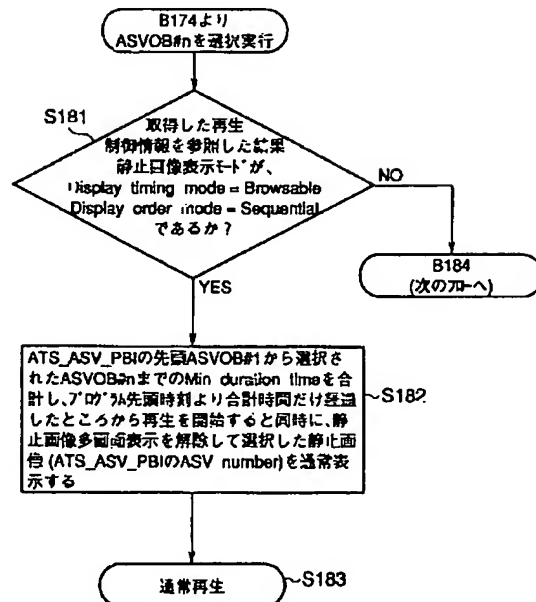 B174より
ASVOB#nを選択実行
S181
取得した再生
制御情報を参照した結果
静止画像表示モードが、
Display timing mode = Browsable
Display order mode = Sequential
であるか?
NO
B184
(次のフローへ)
YES
ATS_ASV_PBIの先頭ASVOB#1から選択さ
れたASVOB#nまでのMin duration timeを合
計し、プログラム先頭時刻より合計時間だけ経過
したところから再生を開始すると同時に、静
止画像多画面表示を解除して選択した静止画
像(ATS_ASV_PBIのASV number)を通常表
示する
S182
通常再生
S183